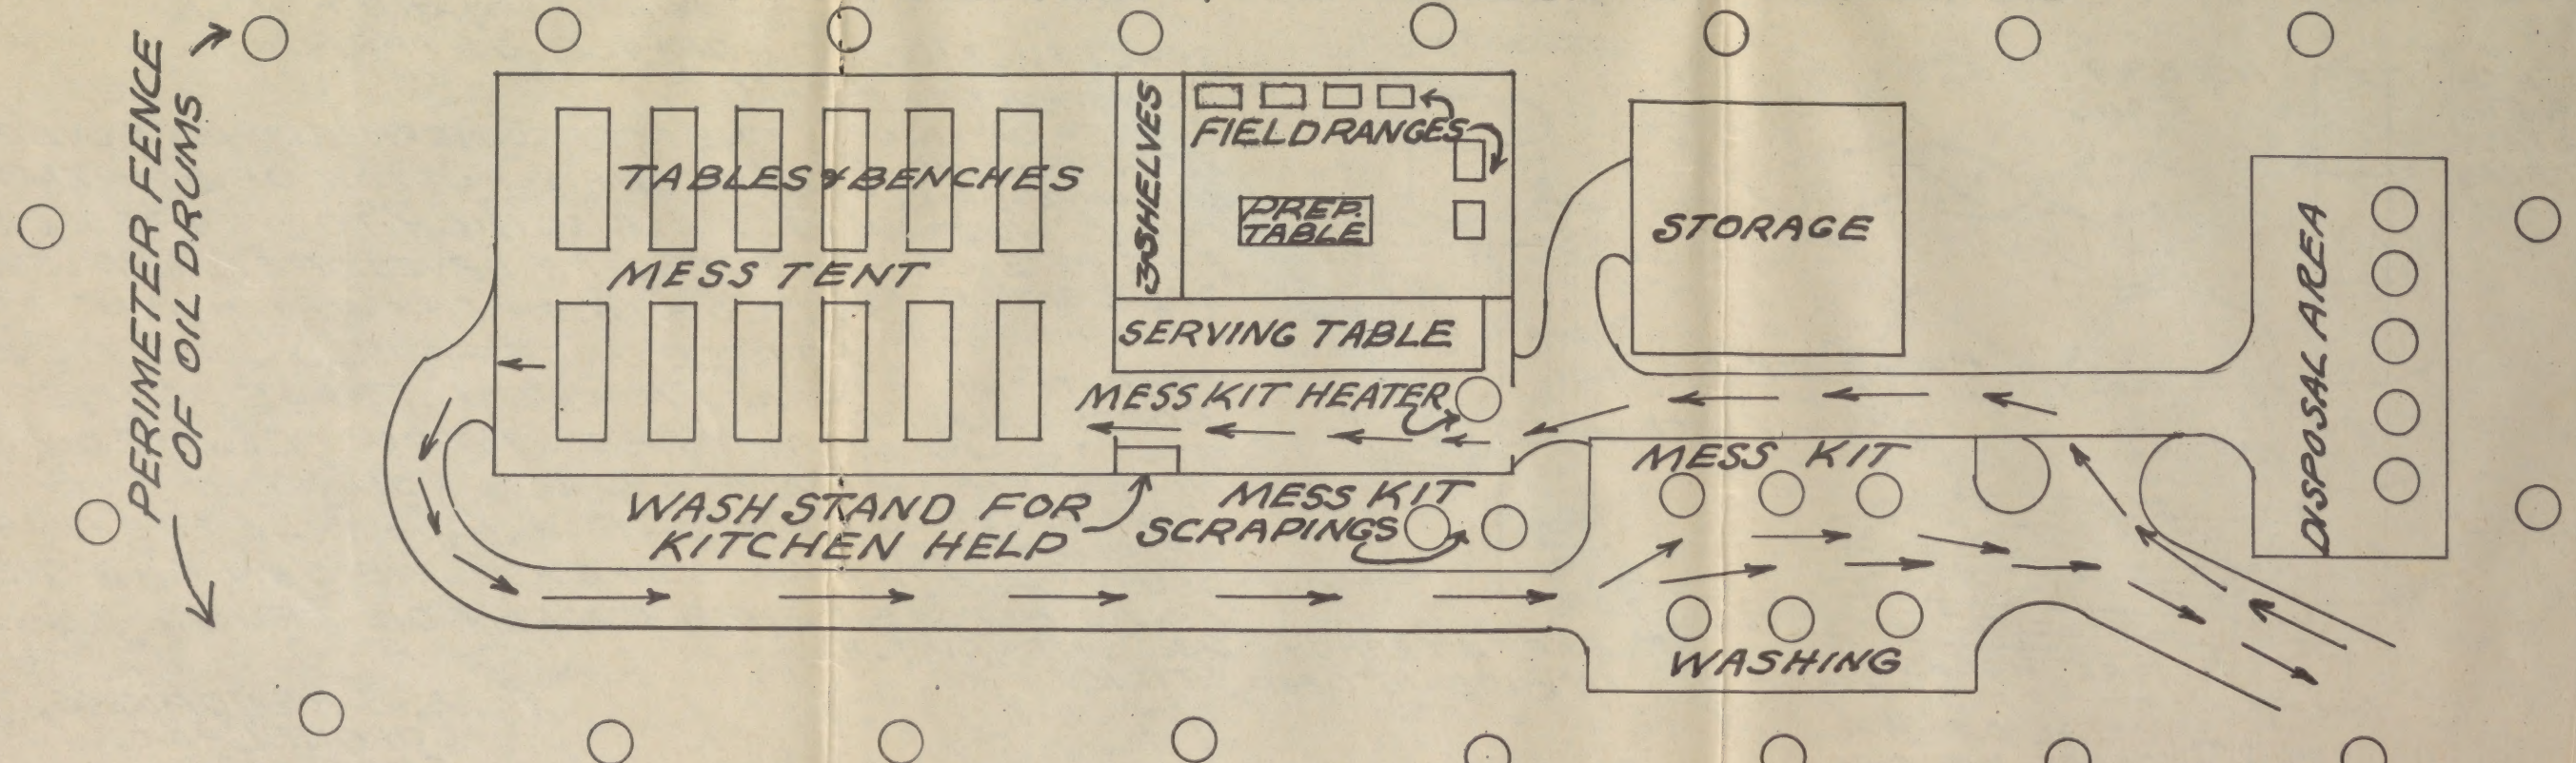 PERIMETER FENCE
OF OIL DRUMS
TABLES & BENCHES
MESS TENT
3 SHELVES
FIELD RANGES
PREP.
TABLE
SERVING TABLE
MESS KIT HEATER
STORAGE
DISPOSAL AREA
WASH STAND FOR
KITCHEN HELP
MESS KIT
SCRAPINGS
MESS KIT
WASHING